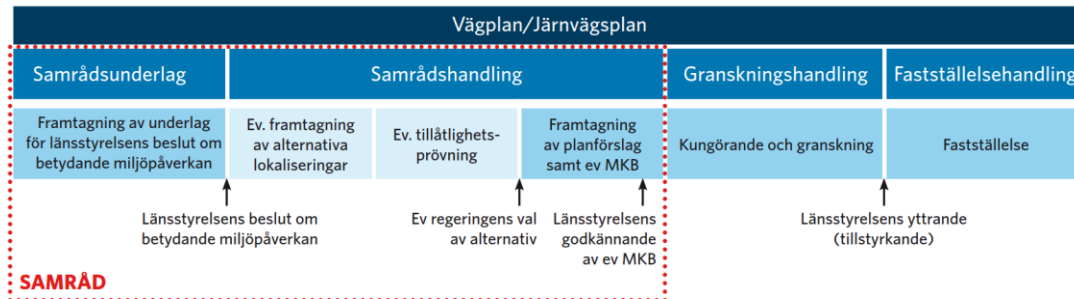 Vägplan/Järnvägsplan
Samrådsunderlag
Samrådshandling
Granskningshandling
Fastställelsehandling
Framtagning av underlag
för länsstyrelsens beslut om
betydande miljöpåverkan
Ev. framtagning
av alternativa
lokaliseringar
Ev. tillåtlighets-
prövning
Framtagning
av planförslag
samt ev MKB
Kungörande och granskning
Fastställelse
Länsstyrelsens beslut om
betydande miljöpåverkan
Ev regeringens val
av alternativ
Länsstyrelsens
godkännande
av ev MKB
Länsstyrelsens yttrande
(tillstyrkande)
SAMRÅD